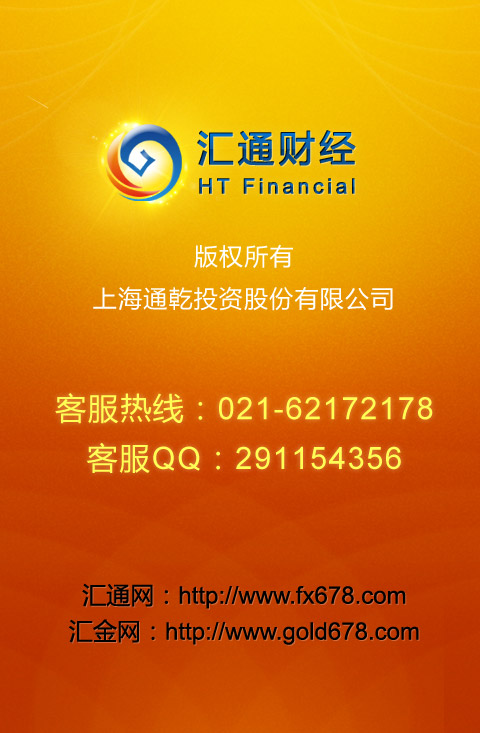 汇通财经
HT Financial
版权所有
上海通乾投资股份有限公司
客服热线：021-62172178
客服QQ：291154356
汇通网：http://www.fx678.com
汇金网：http://www.gold678.com